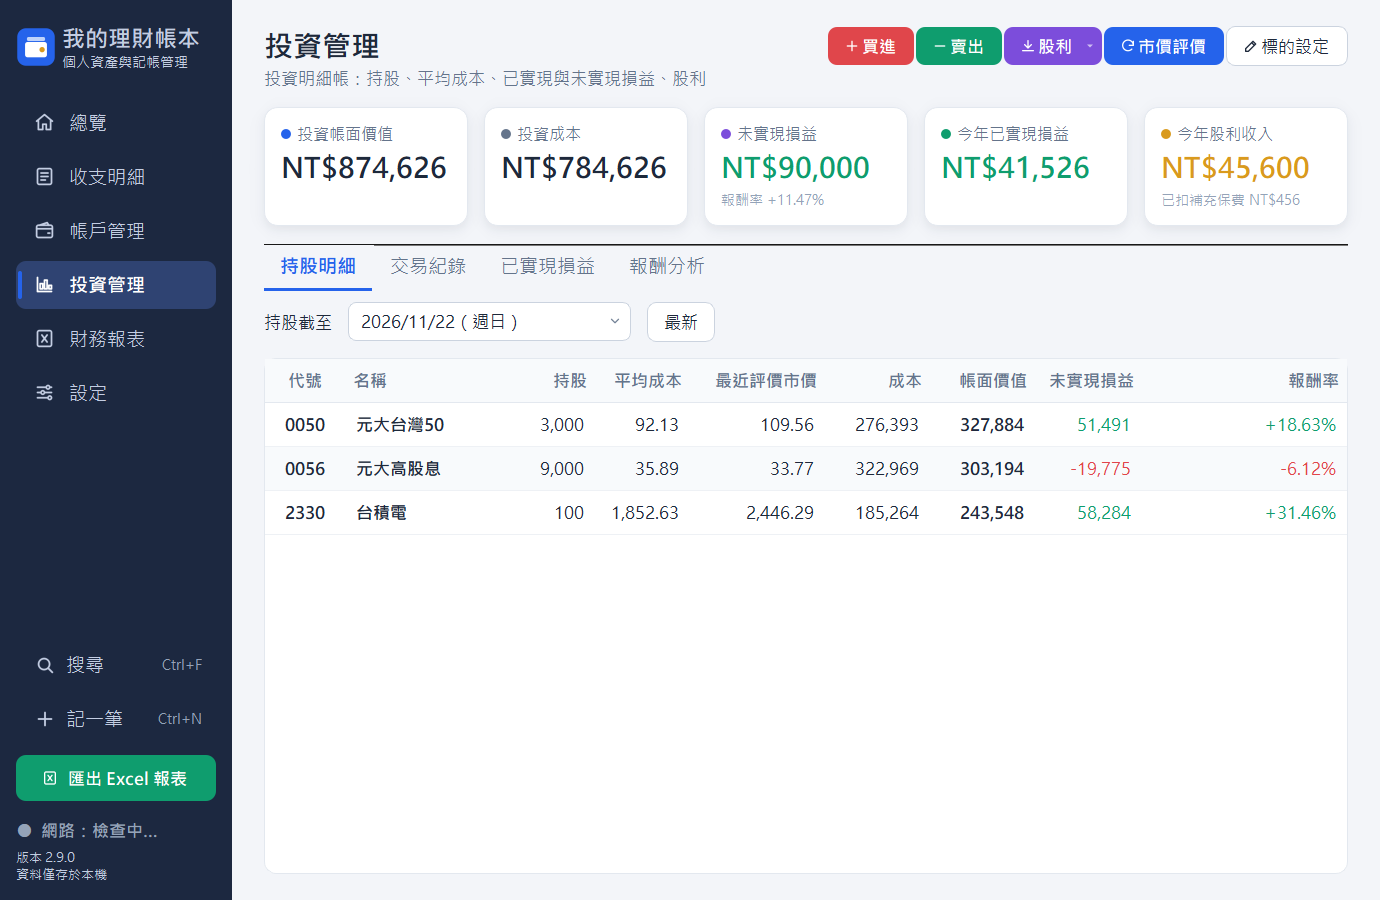 我的理財帳本
個人資產與記帳管理
總覽
收支明細
帳戶管理
投資管理
財務報表
設定
搜尋 Ctrl+F
記一筆 Ctrl+N
匯出 Excel 報表
網路：檢查中...
版本 2.9.0
資料僅存於本機
投資管理
投資明細帳：持股、平均成本、已實現與未實現損益、股利
買進 賣出 股利 市價評價 標的設定
投資帳面價值
NT$874,626
投資成本
NT$784,626
未實現損益
NT$90,000
報酬率 +11.47%
今年已實現損益
NT$41,526
今年股利收入
NT$45,600
已扣補充保費 NT$456
持股明細 交易紀錄 已實現損益 報酬分析
持股截至 2026/11/22（週日） 最新
代號 名稱 持股 平均成本 最近評價市價 成本 帳面價值 未實現損益 報酬率
0050 元大台灣50 3,000 92.13 109.56 276,393 327,884 51,491 +18.63%
0056 元大高股息 9,000 35.89 33.77 322,969 303,194 -19,775 -6.12%
2330 台積電 100 1,852.63 2,446.29 185,264 243,548 58,284 +31.46%